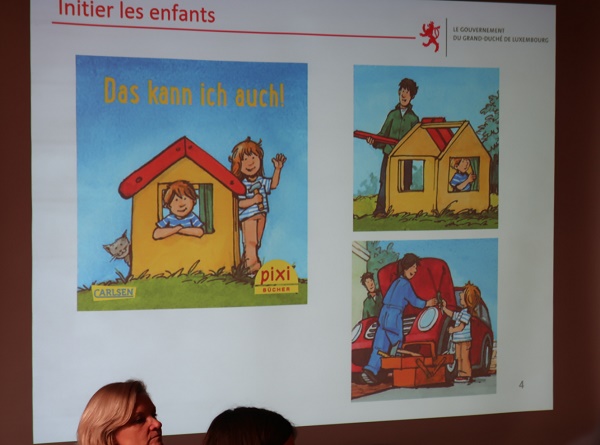 Initier les enfants
LE GOUVERNEMENT
DU GRAND-DUCHÉ DE LUXEMBOURG
Das kann ich auch!
pixi
BÜCHER
CARLSEN
4